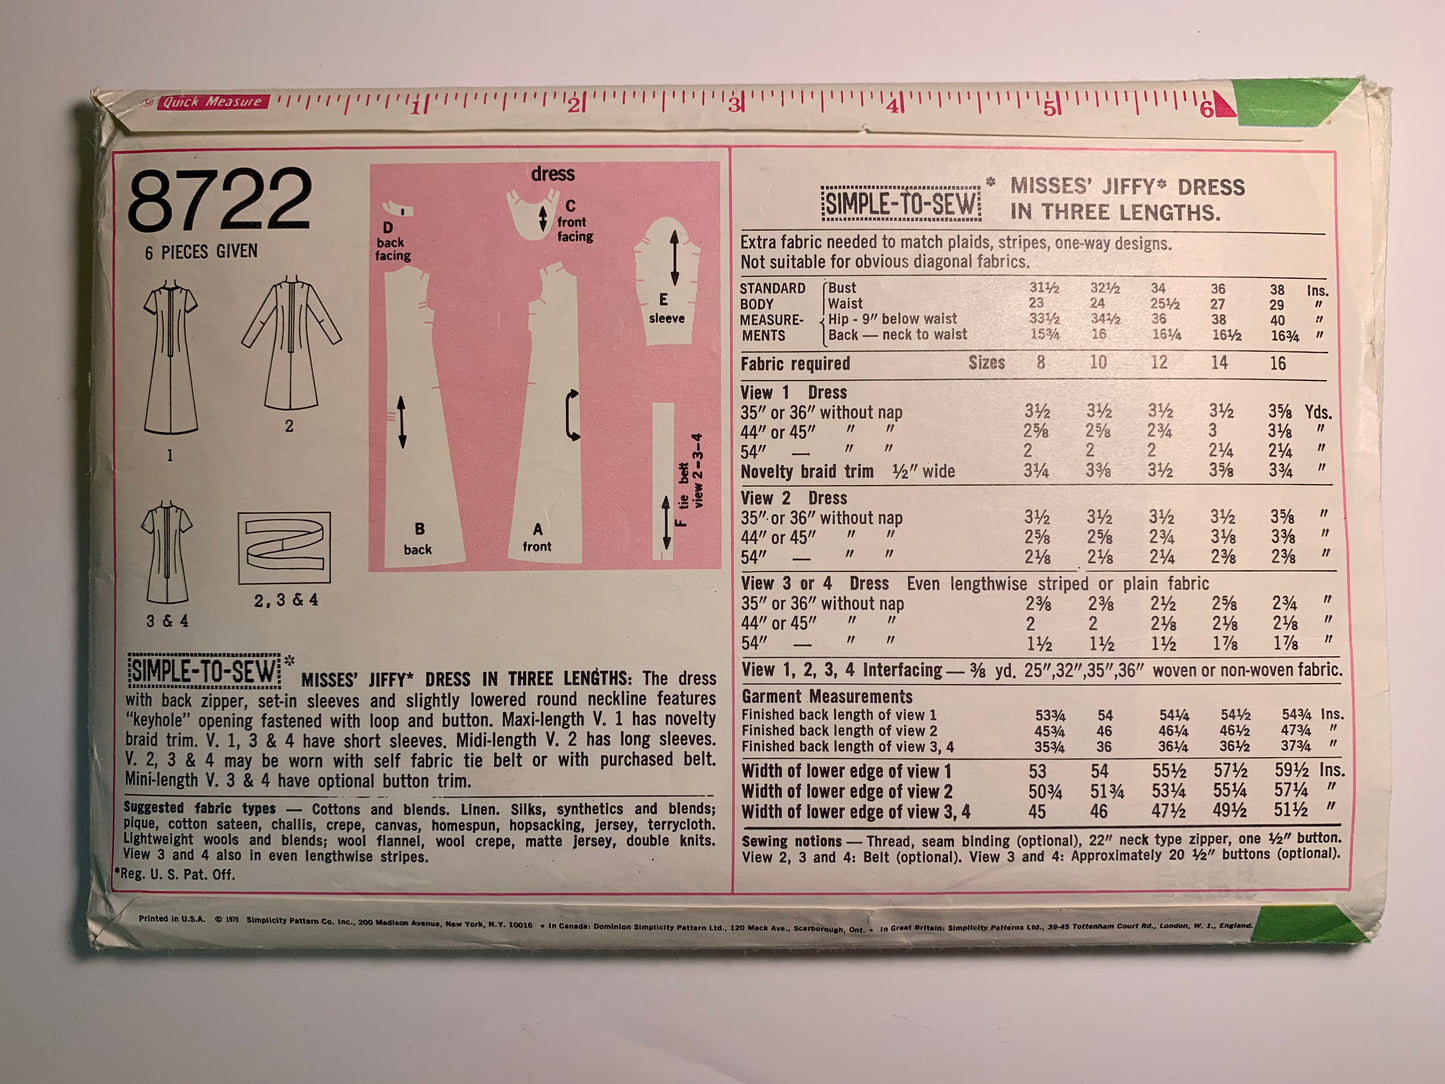 Quick Measure 1 2 3 4 5 6
8722
6 PIECES GIVEN
1
2
3 & 4
2, 3 & 4
dress
D
back
facing
C
front
facing
E
sleeve
B
back
A
front
F tie belt
view 2-3-4
SIMPLE-TO-SEW* MISSES' JIFFY* DRESS IN THREE LENGTHS: The dress
with back zipper, set-in sleeves and slightly lowered round neckline features
"keyhole" opening fastened with loop and button. Maxi-length V. 1 has novelty
braid trim. V. 1, 3 & 4 have short sleeves. Midi-length V. 2 has long sleeves.
V. 2, 3 & 4 may be worn with self fabric tie belt or with purchased belt.
Mini-length V. 3 & 4 have optional button trim.
Suggested fabric types — Cottons and blends. Linen. Silks, synthetics and blends;
pique, cotton sateen, challis, crepe, canvas, homespun, hopsacking, jersey, terrycloth.
Lightweight wools and blends; wool flannel, wool crepe, matte jersey, double knits.
View 3 and 4 also in even lengthwise stripes.
*Reg. U. S. Pat. Off.
SIMPLE-TO-SEW* MISSES' JIFFY* DRESS
IN THREE LENGTHS.
Extra fabric needed to match plaids, stripes, one-way designs.
Not suitable for obvious diagonal fabrics.
STANDARD Bust 31½ 32½ 34 36 38 Ins.
BODY Waist 23 24 25½ 27 29 "
MEASURE- Hip - 9" below waist 33½ 34½ 36 38 40 "
MENTS Back — neck to waist 15¾ 16 16¼ 16½ 16¾ "
Fabric required Sizes 8 10 12 14 16
View 1 Dress
35" or 36" without nap 3½ 3½ 3½ 3½ 3⅝ Yds.
44" or 45" " " 2⅝ 2⅝ 2¾ 3 3⅛ "
54" — " " 2 2 2 2¼ 2¼ "
Novelty braid trim ½" wide 3¼ 3⅜ 3½ 3⅝ 3¾ "
View 2 Dress
35" or 36" without nap 3½ 3½ 3½ 3½ 3⅝ "
44" or 45" " " 2⅝ 2⅝ 2¾ 3⅛ 3⅜ "
54" — " " 2⅛ 2⅛ 2¼ 2⅜ 2⅜ "
View 3 or 4 Dress Even lengthwise striped or plain fabric
35" or 36" without nap 2⅜ 2⅜ 2½ 2⅝ 2¾ "
44" or 45" " " 2 2 2⅛ 2⅛ 2⅛ "
54" — " " 1½ 1½ 1½ 1⅞ 1⅞ "
View 1, 2, 3, 4 Interfacing — ⅜ yd. 25",32",35",36" woven or non-woven fabric.
Garment Measurements
Finished back length of view 1 53¾ 54 54¼ 54½ 54¾ Ins.
Finished back length of view 2 45¾ 46 46¼ 46½ 47¾ "
Finished back length of view 3, 4 35¾ 36 36¼ 36½ 37¾ "
Width of lower edge of view 1 53 54 55½ 57½ 59½ Ins.
Width of lower edge of view 2 50¾ 51¾ 53¼ 55¼ 57¼ "
Width of lower edge of view 3, 4 45 46 47½ 49½ 51½ "
Sewing notions — Thread, seam binding (optional), 22" neck type zipper, one ½" button.
View 2, 3 and 4: Belt (optional). View 3 and 4: Approximately 20 ½" buttons (optional).
Printed in U.S.A. © 1970 Simplicity Pattern Co. Inc., 200 Madison Avenue, New York, N.Y. 10016 • In Canada: Dominion Simplicity Pattern Ltd., 120 Mack Ave., Scarborough, Ont. • In Great Britain: Simplicity Patterns Ltd., 39-45 Tottenham Court Rd., London, W. 1., England.